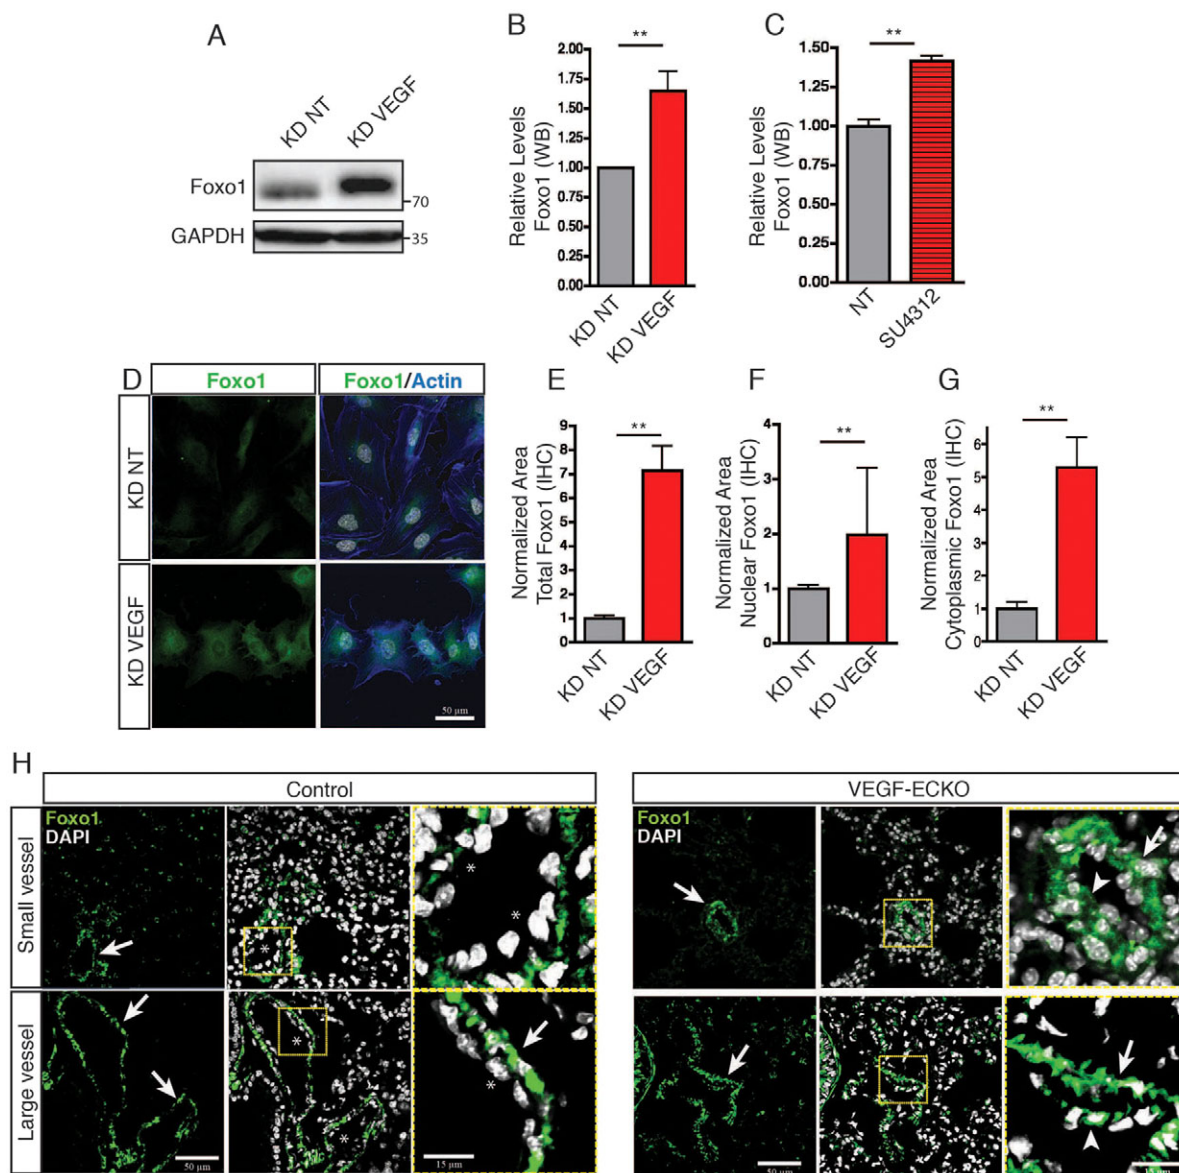 A
KD NT
KD VEGF
Foxo1
70
GAPDH
35
B
**
Relative Levels
Foxo1 (WB)
2.00
1.75
1.50
1.25
1.00
0.75
0.50
0.25
0.00
KD NT
KD VEGF
C
**
Relative Levels
Foxo1 (WB)
1.50
1.25
1.00
0.75
0.50
0.25
0.00
NT
SU4312
D
Foxo1
Foxo1/Actin
KD NT
KD VEGF
50 µm
E
**
Normalized Area
Total Foxo1 (IHC)
9
8
7
6
5
4
3
2
1
0
KD NT
KD VEGF
F
**
Normalized Area
Nuclear Foxo1 (IHC)
4
3
2
1
0
KD NT
KD VEGF
G
**
Normalized Area
Cytoplasmic Foxo1 (IHC)
6
5
4
3
2
1
0
KD NT
KD VEGF
H
Control
VEGF-ECKO
Small vessel
Foxo1
DAPI
*
*
*
Foxo1
DAPI
Large vessel
*
*
*
50 µm
15 µm
50 µm
15 µm